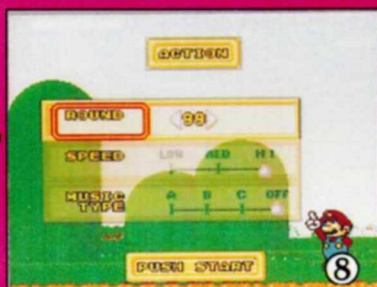 ACTION
ROUND 99
SPEED LOW MED HI
MUSIC TYPE A B C OFF
PUSH START
8